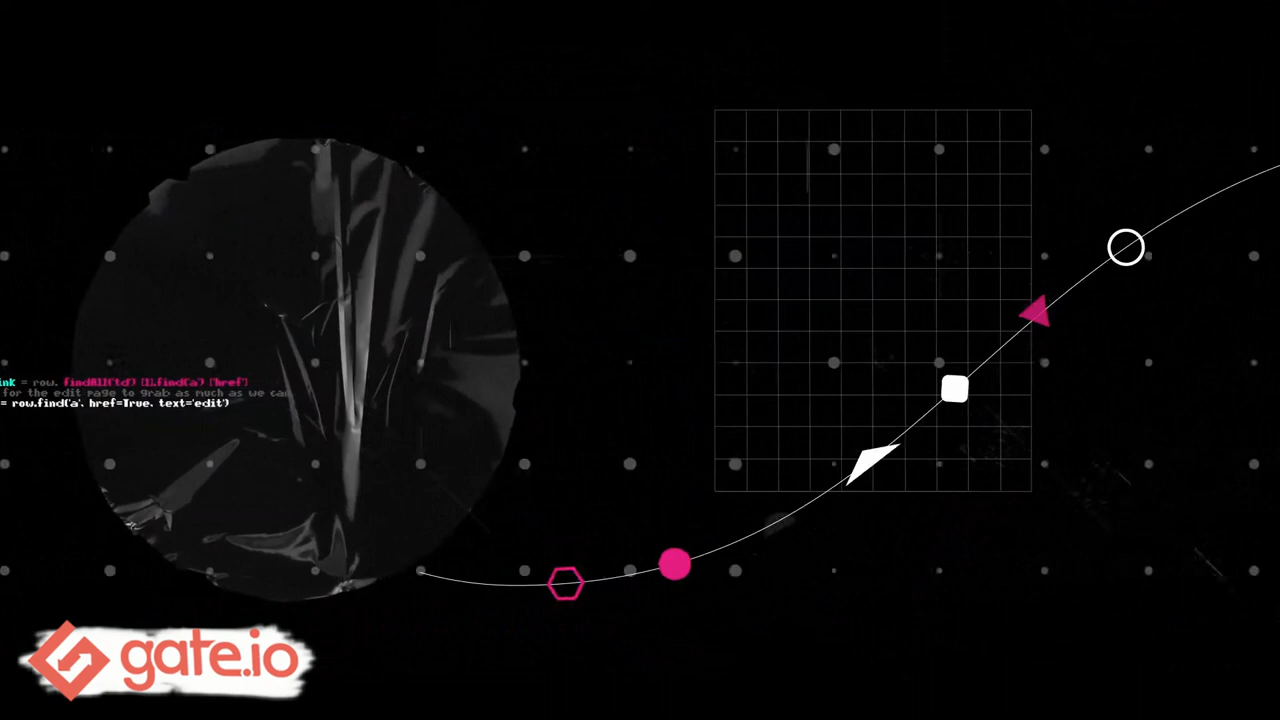 ink = row. findAll('td') [1].find('a') ['href']
for the edit page to grab as much as we can
= row.find('a', href=True, text='edit')
gate.io